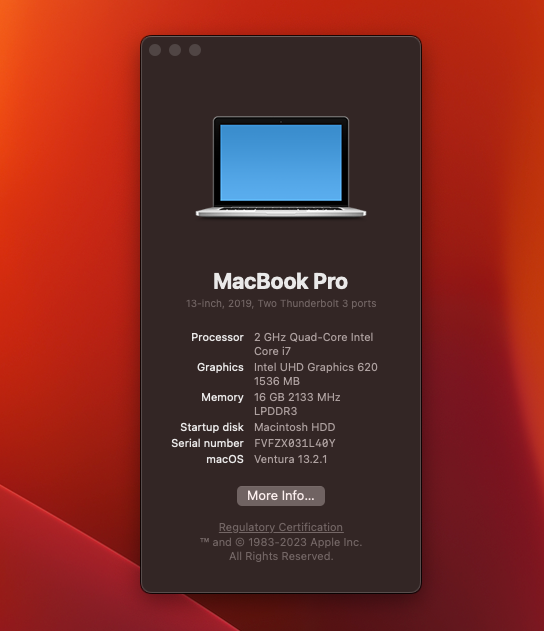 MacBook Pro
13-inch, 2019, Two Thunderbolt 3 ports
Processor 2 GHz Quad-Core Intel
Core i7
Graphics Intel UHD Graphics 620
1536 MB
Memory 16 GB 2133 MHz
LPDDR3
Startup disk Macintosh HDD
Serial number FVFZX031L40Y
macOS Ventura 13.2.1
More Info...
Regulatory Certification
™ and © 1983-2023 Apple Inc.
All Rights Reserved.